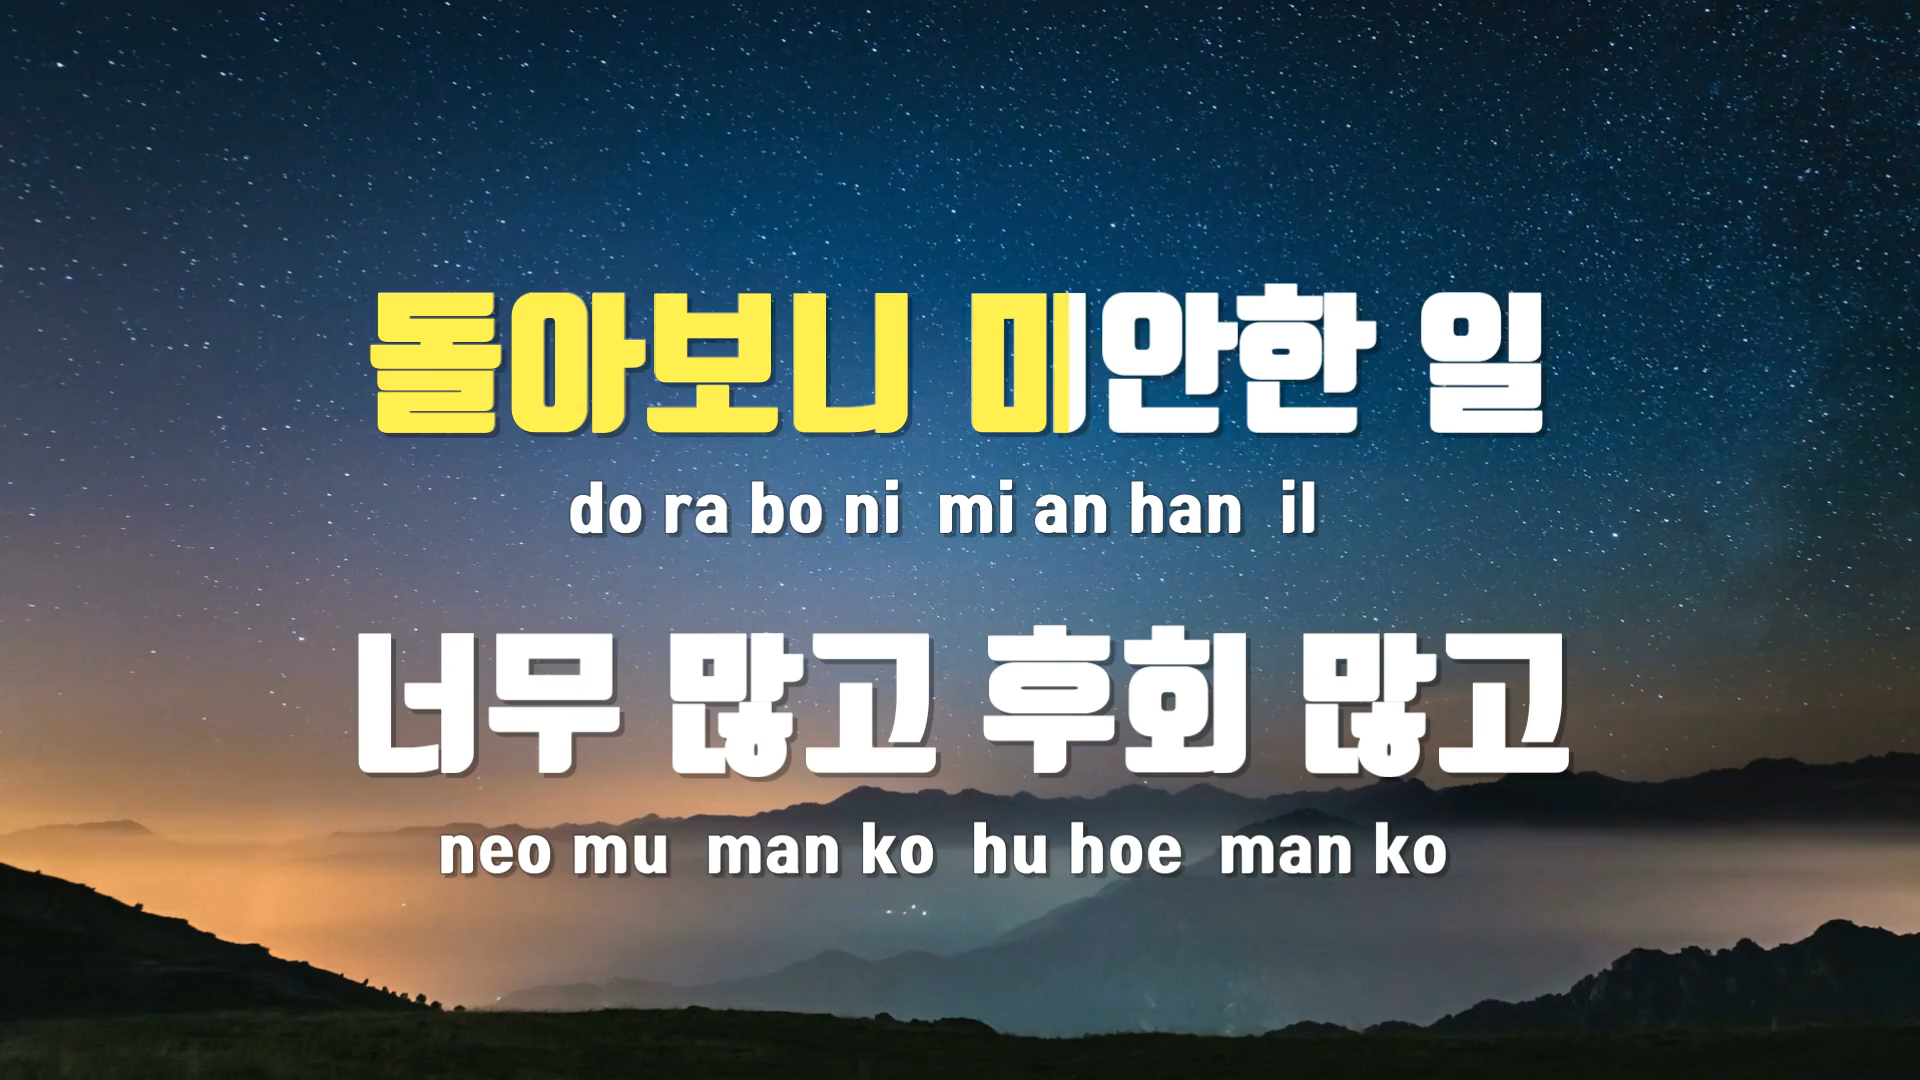 돌아보니 미안한 일
do ra bo ni mi an han il
너무 많고 후회 많고
neo mu man ko hu hoe man ko